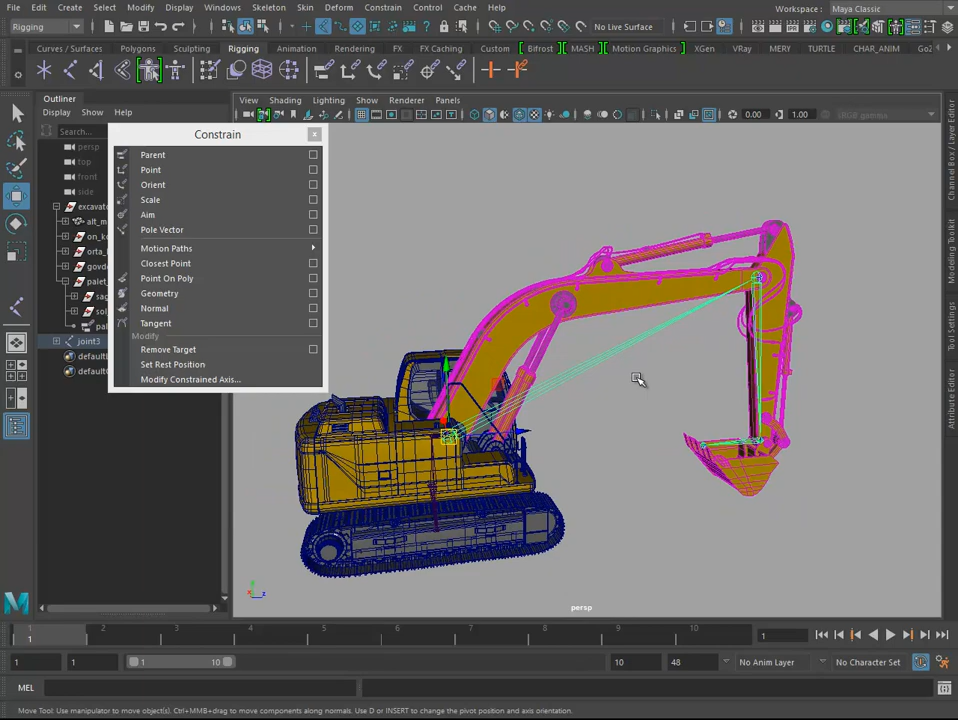 File Edit Create Select Modify Display Windows Skeleton Skin Deform Constrain Control Cache Help
Workspace : Maya Classic
Rigging
No Live Surface
Curves / Surfaces Polygons Sculpting Rigging Animation Rendering FX FX Caching Custom Bifrost MASH Motion Graphics XGen VRay MERY TURTLE CHAR_ANIM
Outliner
Display Show Help
Search...
View Shading Lighting Show Renderer Panels
0.00 1.00
persp
top
front
side
joint3
Constrain
Parent
Point
Orient
Scale
Aim
Pole Vector
Motion Paths
Closest Point
Point On Poly
Geometry
Normal
Tangent
Modify
Remove Target
Set Rest Position
Modify Constrained Axis...
Channel Box / Layer Editor
Modeling Toolkit
Tool Settings
Attribute Editor
persp
y
z
1 2 3 4 5 6 7 8 9 10
1
1
1 1 1 10 10 48 No Anim Layer No Character Set
MEL
Move Tool: Use manipulator to move object(s). Ctrl+MMB+drag to move components along normals. Use D or INSERT to change the pivot position and axis orientation.